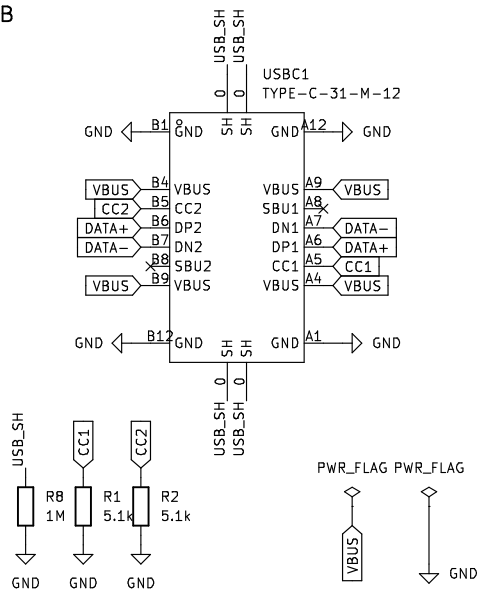 B
USB_SH USB_SH
USBC1
TYPE-C-31-M-12
0 0
SH SH
GND B1 GND GND A12 GND
VBUS B4 VBUS VBUS A9 VBUS
CC2 B5 CC2 SBU1 A8
DATA+ B6 DP2 DN1 A7 DATA-
DATA- B7 DN2 DP1 A6 DATA+
B8 SBU2 CC1 A5 CC1
VBUS B9 VBUS VBUS A4 VBUS
GND B12 GND GND A1 GND
SH SH
0 0
USB_SH USB_SH
USB_SH CC1 CC2
PWR_FLAG PWR_FLAG
R8 R1 R2
1M 5.1k 5.1k
VBUS
GND
GND GND GND